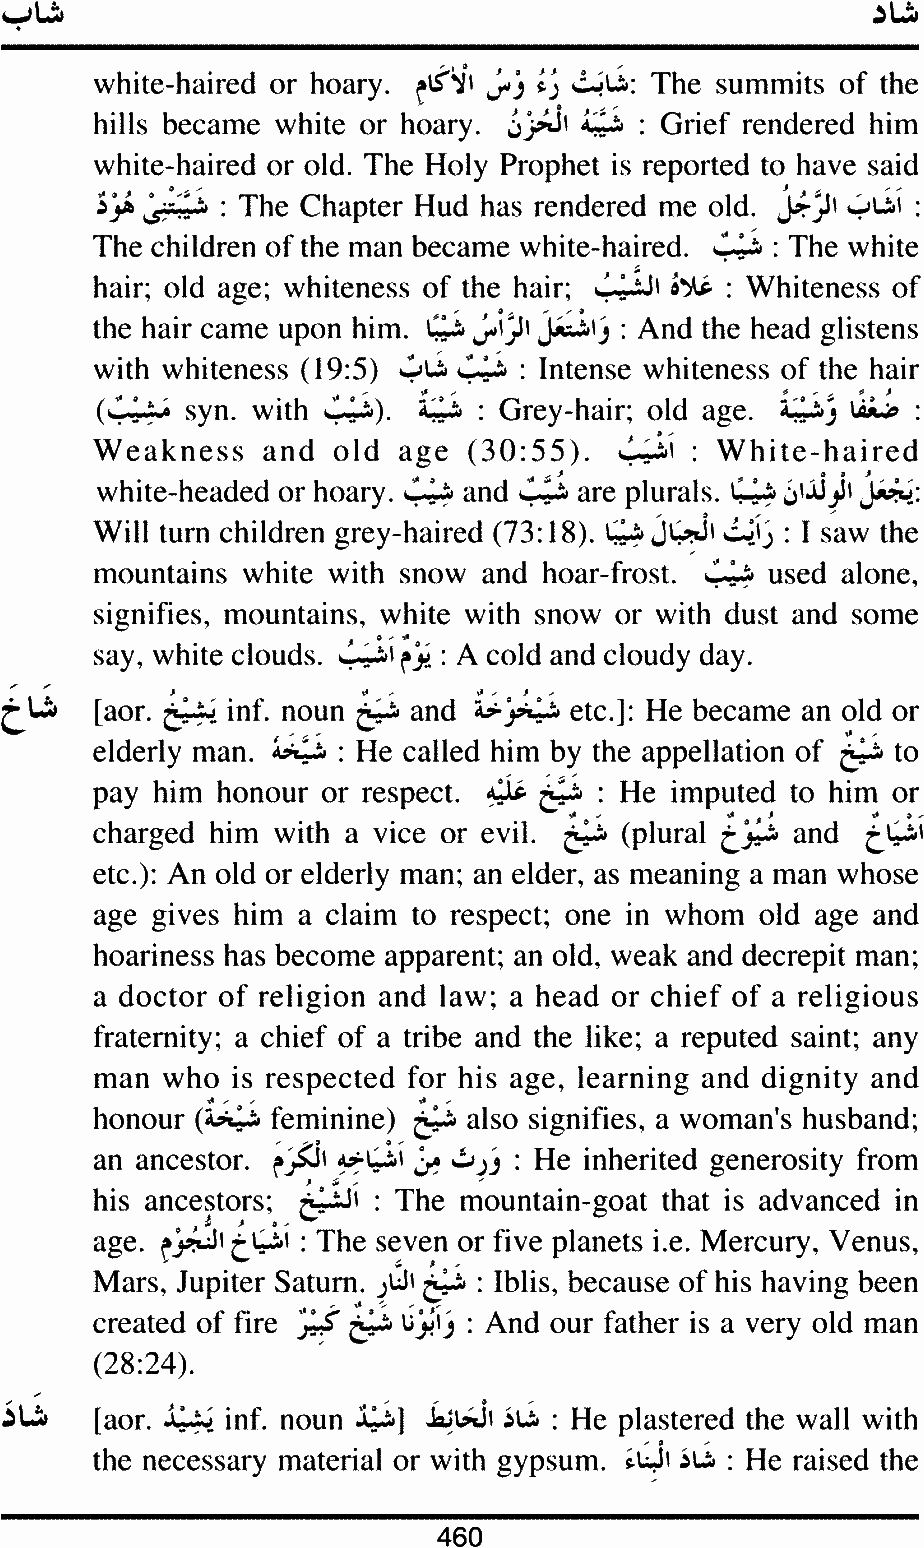 شاب شاد
white-haired or hoary. شَابَتْ رُءُ وْسُ الْاٰكَامِ: The summits of the
hills became white or hoary. شَيَّبَهُ الْحُزْنُ : Grief rendered him
white-haired or old. The Holy Prophet is reported to have said
شَيَّبَتْنِىْ هُوْدٌ : The Chapter Hud has rendered me old. أَشَابَ الرَّجُلُ :
The children of the man became white-haired. شَيْبٌ : The white
hair; old age; whiteness of the hair; عَلَاهُ الشَّيْبُ : Whiteness of
the hair came upon him. وَاشْتَعَلَ الرَّأْسُ شَيْبًا : And the head glistens
with whiteness (19:5) شَيْبٌ شَابٌ : Intense whiteness of the hair
(مَشِيْبٌ syn. with شَيْبٌ). شَيْبَةٌ : Grey-hair; old age. ضَعْفًا وَّشَيْبَةً :
Weakness and old age (30:55). اَشْيَبُ : White-haired
white-headed or hoary. شِيْبٌ and شُيَّبٌ are plurals. يَجْعَلُ الْوِلْدَانَ شِيْبًا:
Will turn children grey-haired (73:18). رَاَيْتُ الْجِبَالَ شِيْبًا : I saw the
mountains white with snow and hoar-frost. شِيْبٌ used alone,
signifies, mountains, white with snow or with dust and some
say, white clouds. يَوْمٌ اَشْيَبُ : A cold and cloudy day.
شَاخَ [aor. يَشِيْخُ inf. noun شَيَخٌ and شَيْخُوْخَةٌ etc.]: He became an old or
elderly man. شَيَّخَهُ : He called him by the appellation of شَيْخٌ to
pay him honour or respect. شَيَّخَ عَلَيْهِ : He imputed to him or
charged him with a vice or evil. شَيْخٌ (plural شُيُوْخٌ and اَشْيَاخٌ
etc.): An old or elderly man; an elder, as meaning a man whose
age gives him a claim to respect; one in whom old age and
hoariness has become apparent; an old, weak and decrepit man;
a doctor of religion and law; a head or chief of a religious
fraternity; a chief of a tribe and the like; a reputed saint; any
man who is respected for his age, learning and dignity and
honour (شَيْخَةٌ feminine) شَيْخٌ also signifies, a woman's husband;
an ancestor. وَرِثَ مِنْ اَشْيَاخِهِ الْكَرَمَ : He inherited generosity from
his ancestors; اَلشَّيْخُ : The mountain-goat that is advanced in
age. اَشْيَاخُ النُّجُوْمِ : The seven or five planets i.e. Mercury, Venus,
Mars, Jupiter Saturn. شَيْخُ النَّارِ : Iblis, because of his having been
created of fire وَاَبُوْنَا شَيْخٌ كَبِيْرٌ : And our father is a very old man
(28:24).
شَادَ [aor. يَشِيْدُ inf. noun شَيْدٌ] شَادَ الْحَائِطَ : He plastered the wall with
the necessary material or with gypsum. شَادَ الْبِنَاءَ : He raised the
460